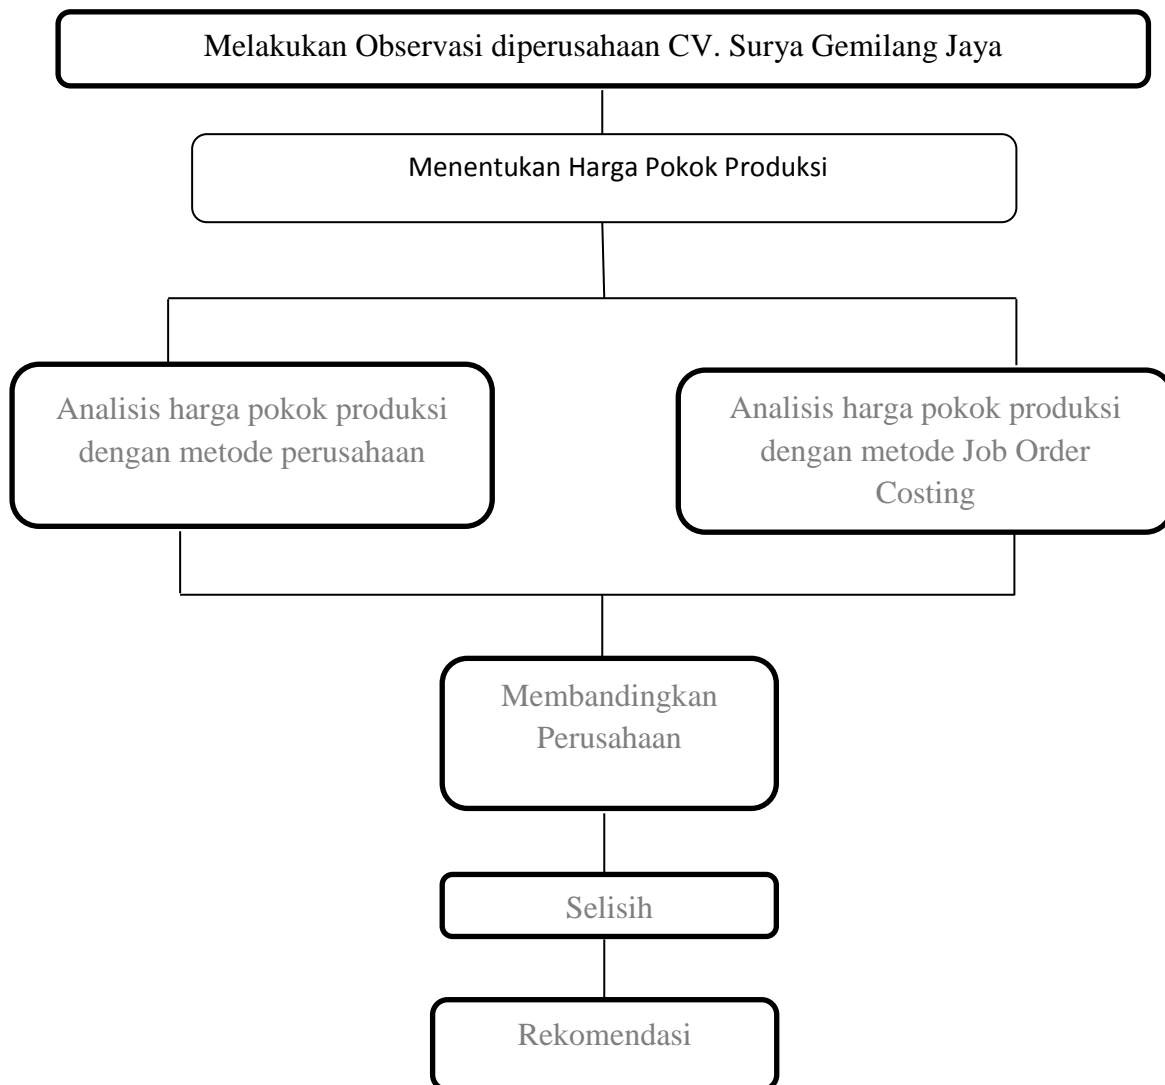 Melakukan Observasi diperusahaan CV. Surya Gemilang Jaya
Menentukan Harga Pokok Produksi
Analisis harga pokok produksi
dengan metode perusahaan
Analisis harga pokok produksi
dengan metode Job Order
Costing
Membandingkan
Perusahaan
Selisih
Rekomendasi